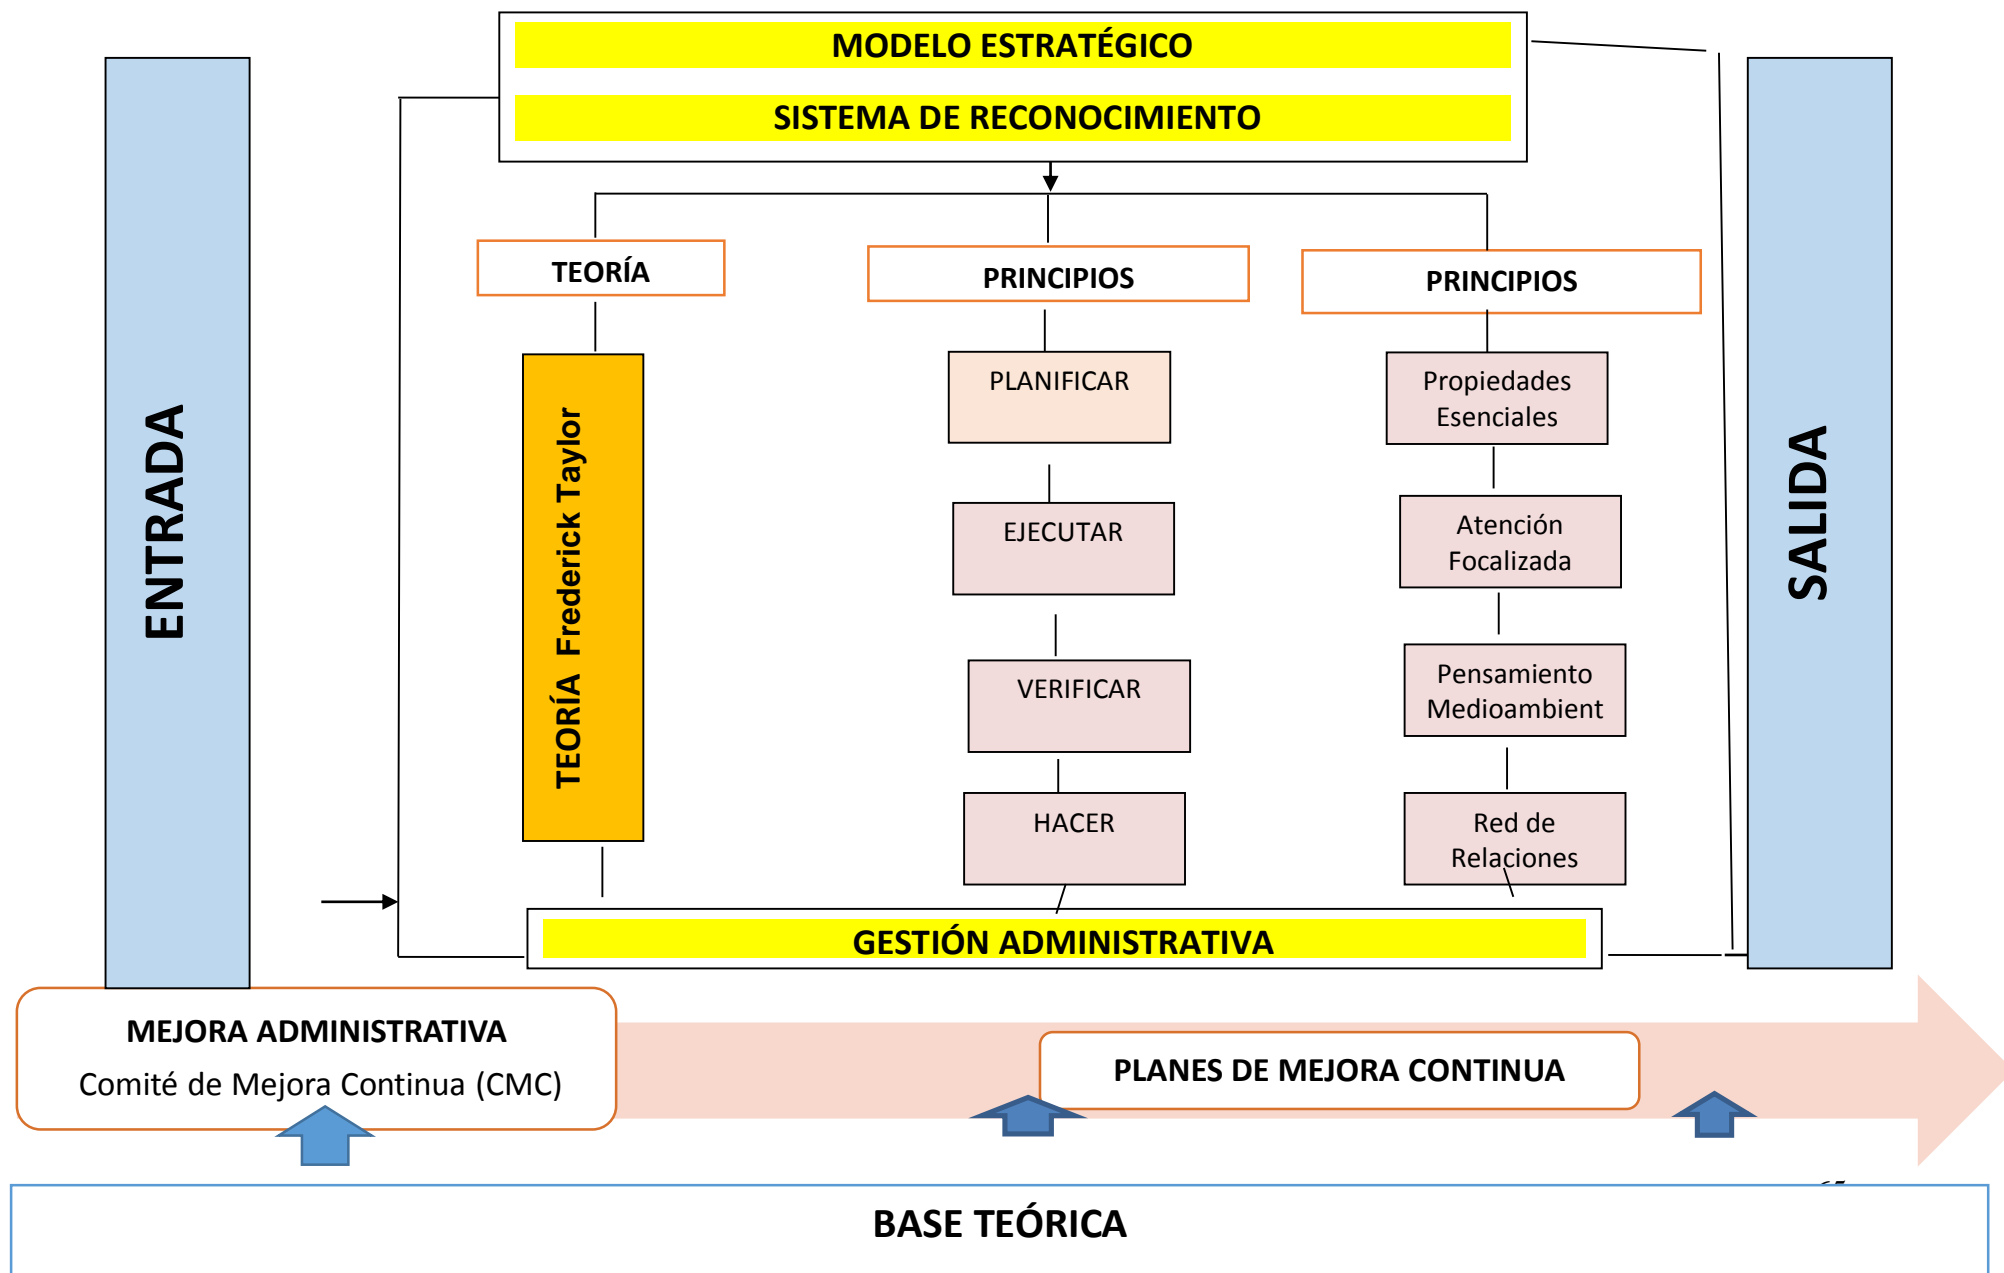 MODELO ESTRATÉGICO
SISTEMA DE RECONOCIMIENTO
ENTRADA
SALIDA
TEORÍA
PRINCIPIOS
PRINCIPIOS
TEORÍA Frederick Taylor
PLANIFICAR
EJECUTAR
VERIFICAR
HACER
Propiedades
Esenciales
Atención
Focalizada
Pensamiento
Medioambient
Red de
Relaciones
GESTIÓN ADMINISTRATIVA
MEJORA ADMINISTRATIVA
Comité de Mejora Continua (CMC)
PLANES DE MEJORA CONTINUA
BASE TEÓRICA